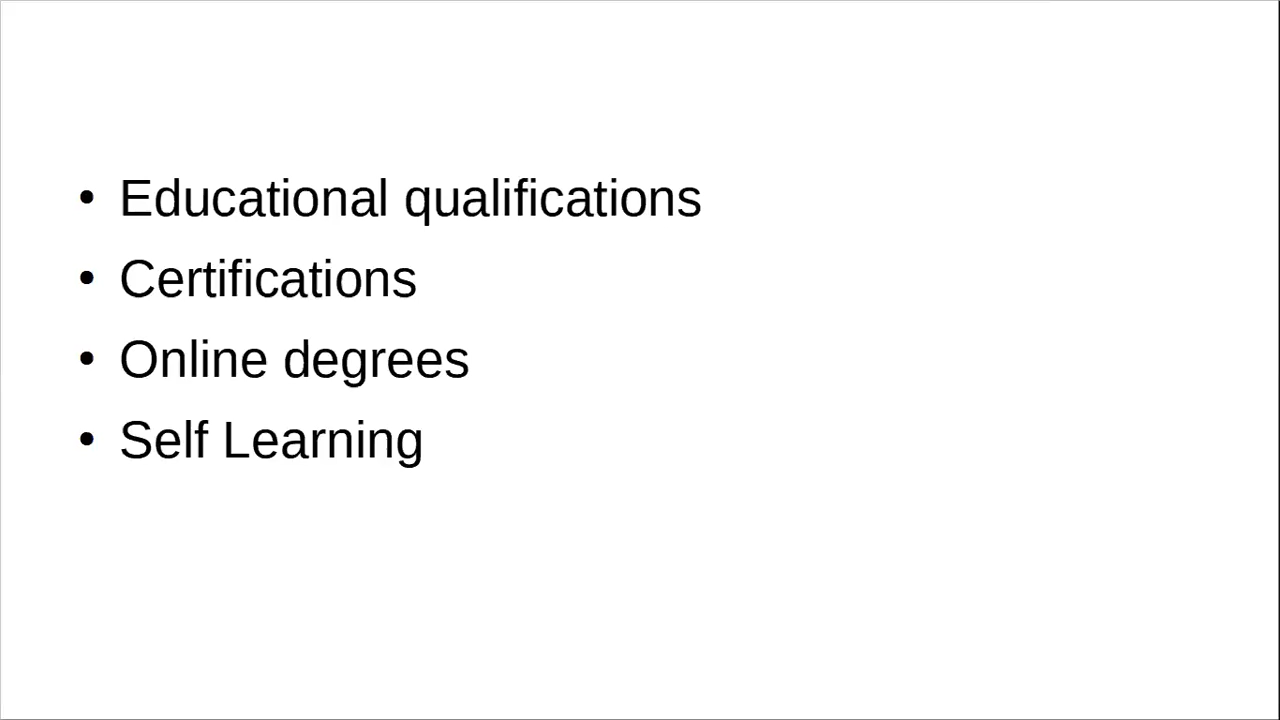 • Educational qualifications
• Certifications
• Online degrees
• Self Learning